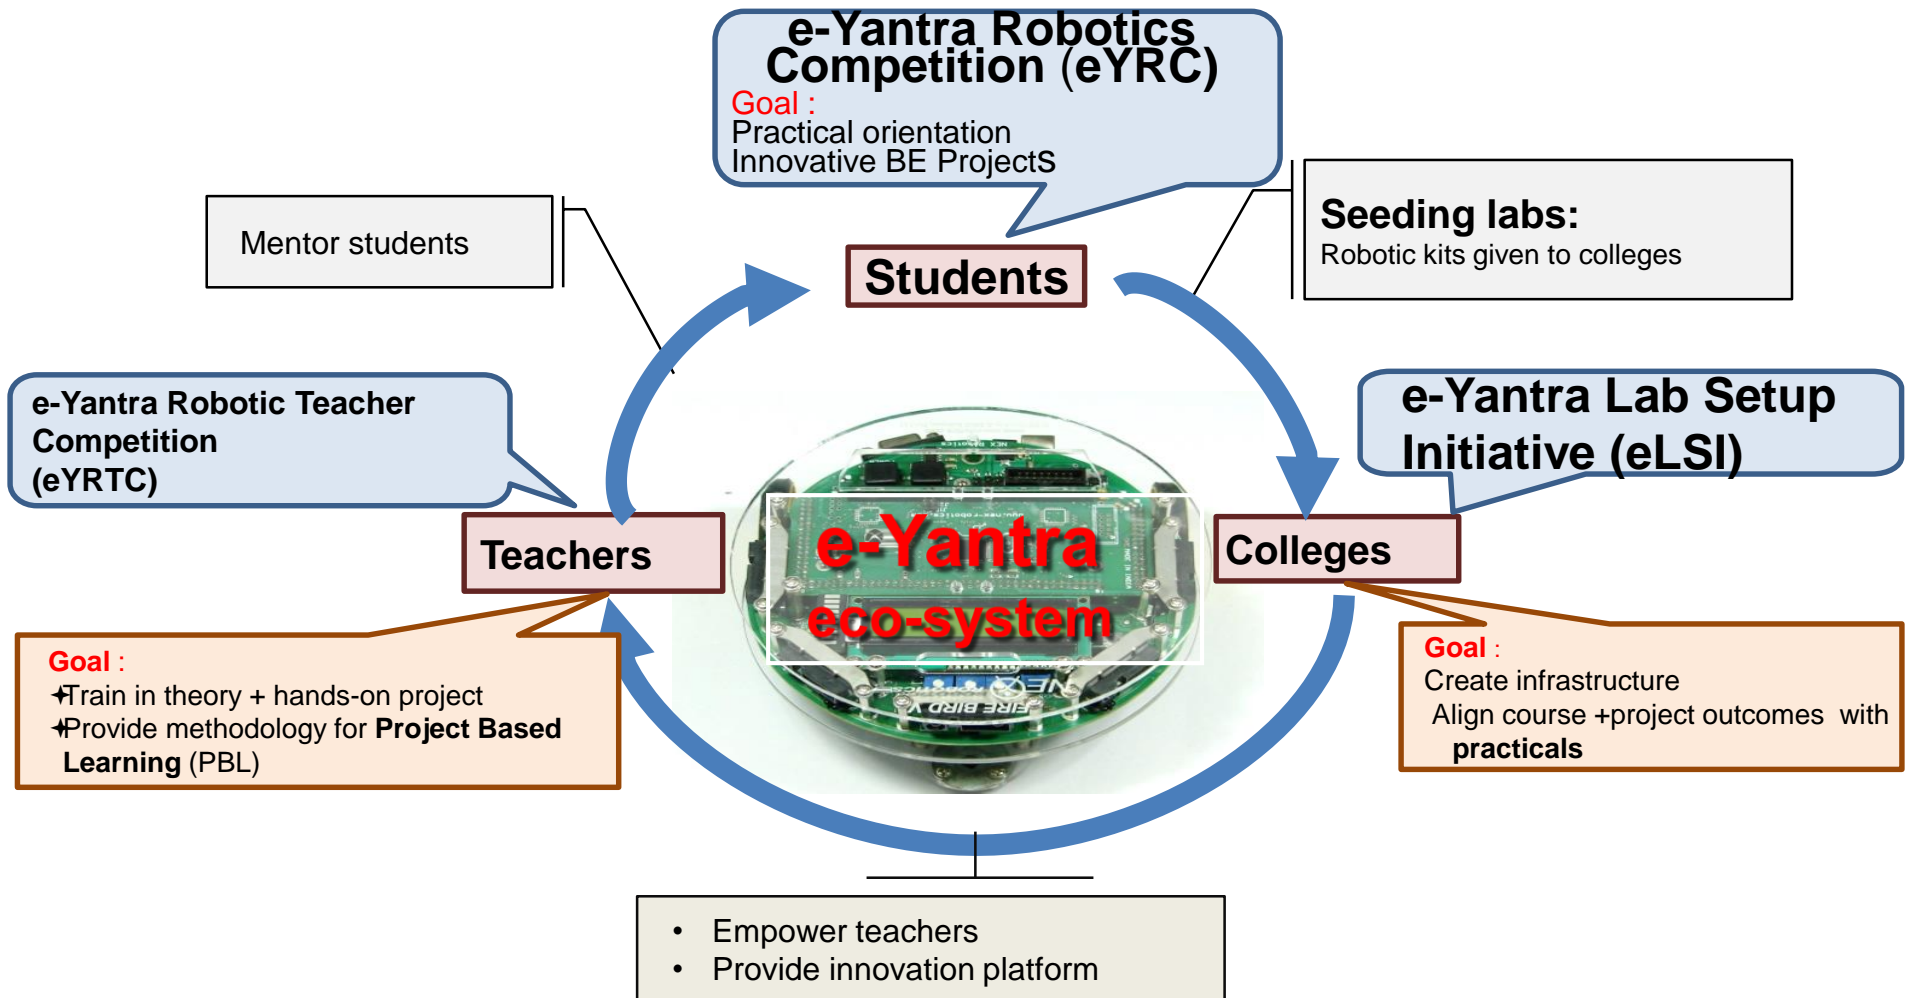 e-Yantra Robotics
Competition (eYRC)
Goal :
Practical orientation
Innovative BE Projects
Mentor students
Seeding labs:
Robotic kits given to colleges
Students
e-Yantra Robotic Teacher
Competition
(eYRTC)
e-Yantra Lab Setup
Initiative (eLSI)
Teachers
e-Yantra
eco-system
Colleges
Goal :
Train in theory + hands-on project
Provide methodology for Project Based
Learning (PBL)
Goal :
Create infrastructure
Align course +project outcomes with
practicals
FIRE BIRD V
• Empower teachers
• Provide innovation platform